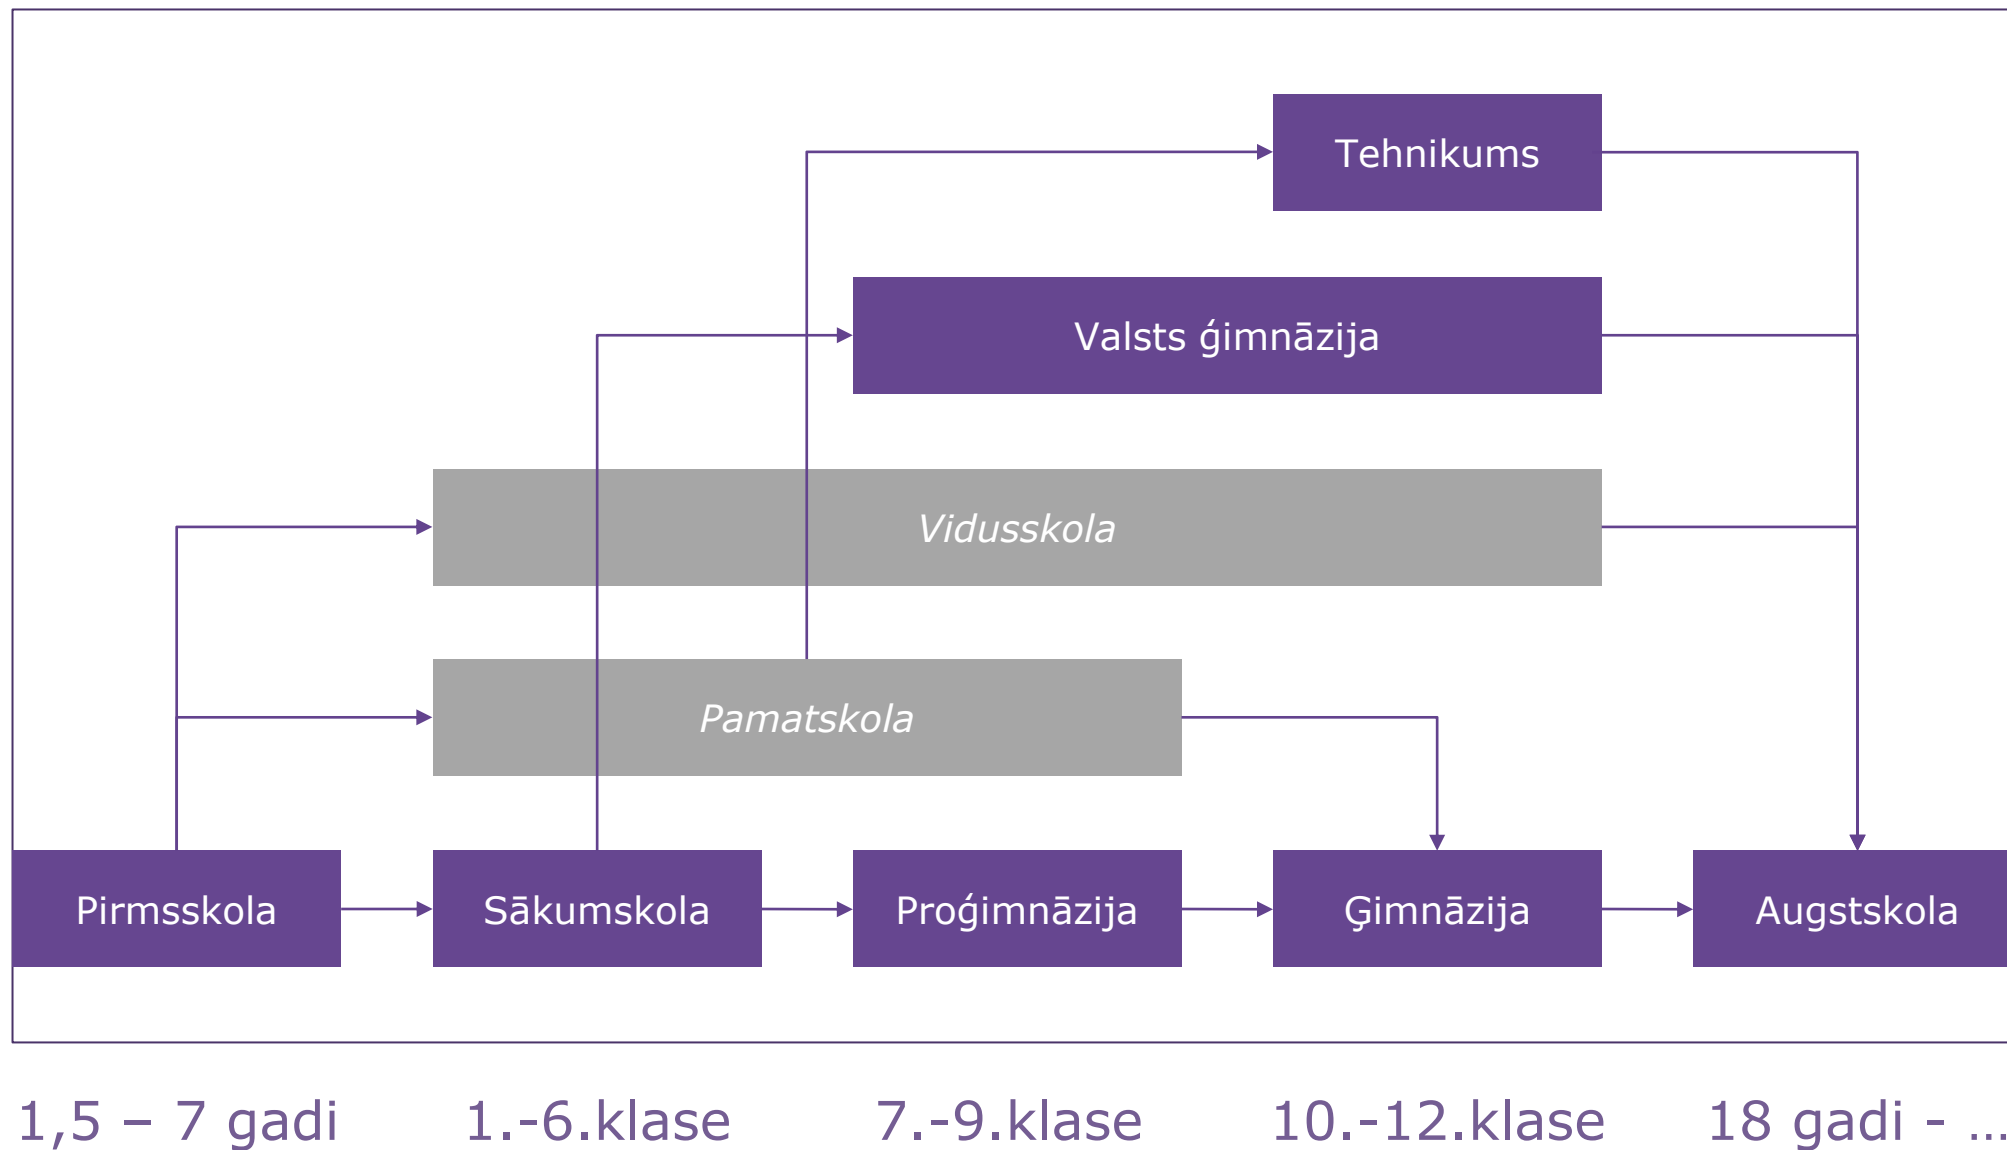 Tehnikums
Valsts ģimnāzija
Vidusskola
Pamatskola
Pirmsskola
Sākumskola
Proģimnāzija
Ģimnāzija
Augstskola
1,5 – 7 gadi
1.-6.klase
7.-9.klase
10.-12.klase
18 gadi - ...